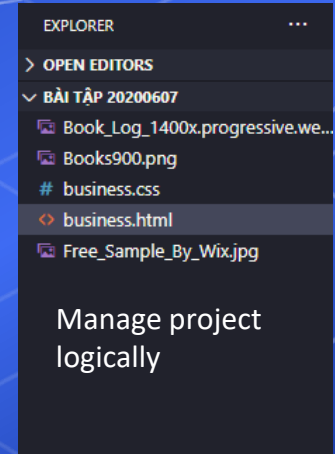 EXPLORER ...
OPEN EDITORS
BÀI TẬP 20200607
Book_Log_1400x.progressive.we...
Books900.png
# business.css
<> business.html
Free_Sample_By_Wix.jpg
Manage project
logically